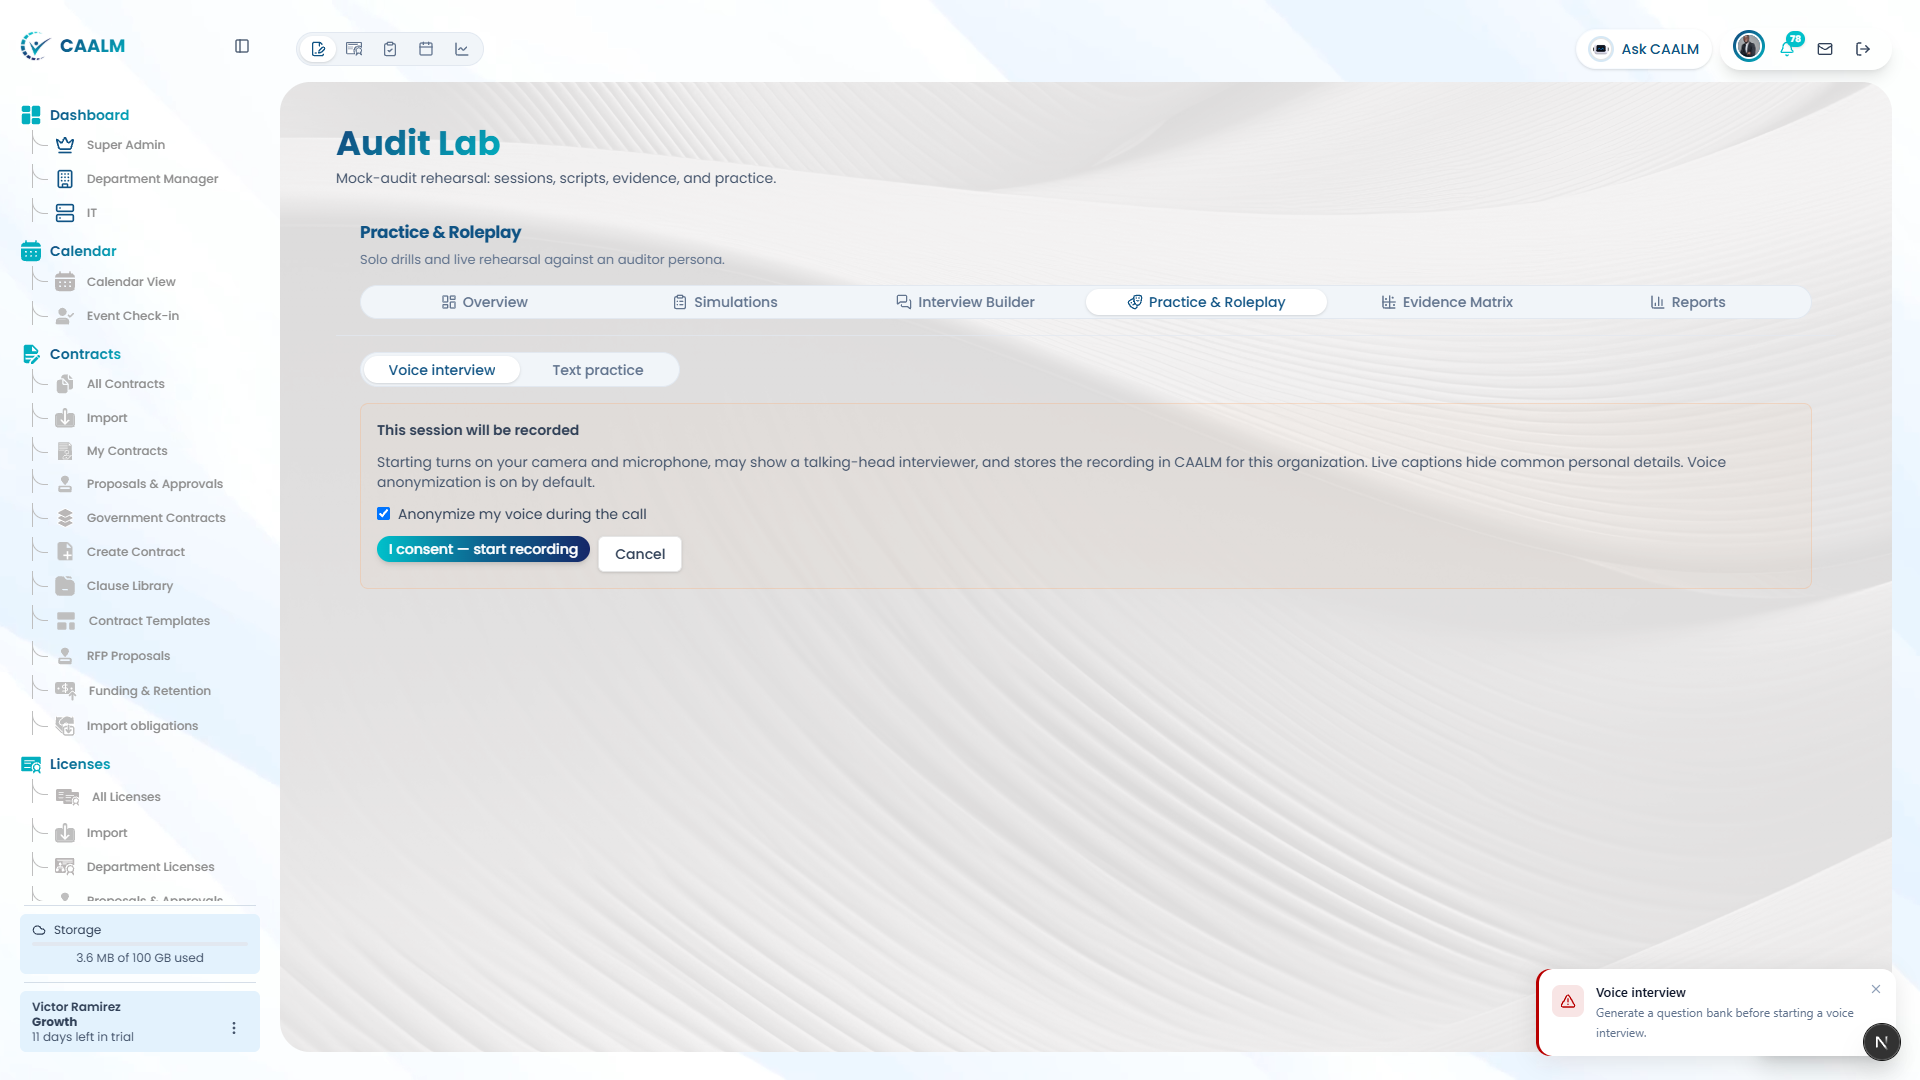 CAALM
Ask CAALM
78
Dashboard
Super Admin
Department Manager
IT
Calendar
Calendar View
Event Check-in
Contracts
All Contracts
Import
My Contracts
Proposals & Approvals
Government Contracts
Create Contract
Clause Library
Contract Templates
RFP Proposals
Funding & Retention
Import obligations
Licenses
All Licenses
Import
Department Licenses
Proposals & Approvals
Storage
3.6 MB of 100 GB used
Victor Ramirez
Growth
11 days left in trial
Audit Lab
Mock-audit rehearsal: sessions, scripts, evidence, and practice.
Practice & Roleplay
Solo drills and live rehearsal against an auditor persona.
Overview
Simulations
Interview Builder
Practice & Roleplay
Evidence Matrix
Reports
Voice interview
Text practice
This session will be recorded
Starting turns on your camera and microphone, may show a talking-head interviewer, and stores the recording in CAALM for this organization. Live captions hide common personal details. Voice
anonymization is on by default.
Anonymize my voice during the call
I consent — start recording
Cancel
Voice interview
Generate a question bank before starting a voice
interview.
N